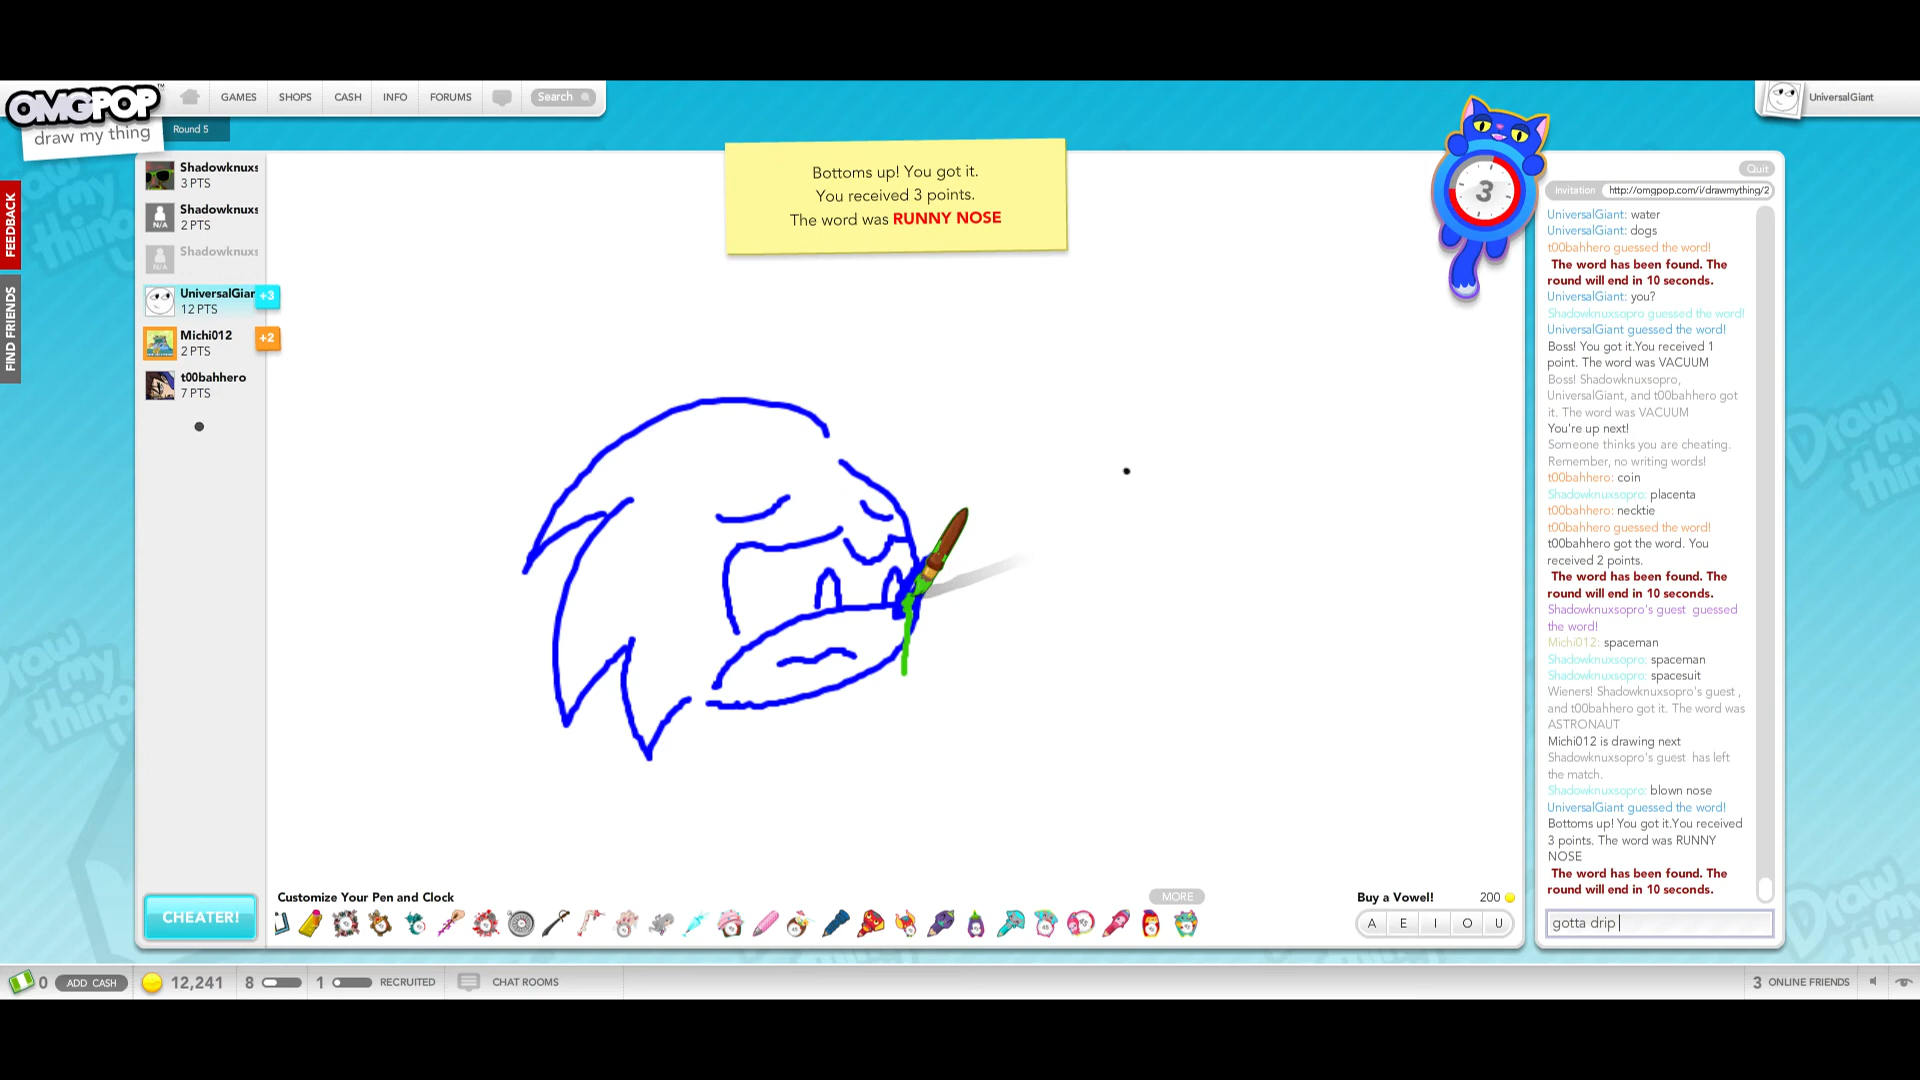 OMGPOP
draw my thing
GAMES
SHOPS
CASH
INFO
FORUMS
Search
Round 5
UniversalGiant
FEEDBACK
FIND FRIENDS
Shadowknuxs
3 PTS
Shadowknuxs
N/A
2 PTS
Shadowknuxs
N/A
UniversalGiar
+3
12 PTS
Michi012
+2
2 PTS
t00bahhero
7 PTS
Bottoms up! You got it.
You received 3 points.
The word was RUNNY NOSE
3
Quit
Invitation http://omgpop.com/i/drawmything/2
UniversalGiant: water
UniversalGiant: dogs
t00bahhero guessed the word!
The word has been found. The
round will end in 10 seconds.
UniversalGiant: you?
Shadowknuxsopro guessed the word!
UniversalGiant guessed the word!
Boss! You got it.You received 1
point. The word was VACUUM
Boss! Shadowknuxsopro,
UniversalGiant, and t00bahhero got
it. The word was VACUUM
You're up next!
Someone thinks you are cheating.
Remember, no writing words!
t00bahhero: coin
Shadowknuxsopro: placenta
t00bahhero: necktie
t00bahhero guessed the word!
t00bahhero got the word. You
received 2 points.
The word has been found. The
round will end in 10 seconds.
Shadowknuxsopro's guest guessed
the word!
Michi012: spaceman
Shadowknuxsopro: spaceman
Shadowknuxsopro: spacesuit
Wieners! Shadowknuxsopro's guest ,
and t00bahhero got it. The word was
ASTRONAUT
Michi012 is drawing next
Shadowknuxsopro's guest has left
the match.
Shadowknuxsopro: blown nose
UniversalGiant guessed the word!
Bottoms up! You got it.You received
3 points. The word was RUNNY
NOSE
The word has been found. The
round will end in 10 seconds.
gotta drip
CHEATER!
Customize Your Pen and Clock
MORE
Buy a Vowel!
200
A E I O U
0
ADD CASH
12,241
8
1
RECRUITED
CHAT ROOMS
3 ONLINE FRIENDS